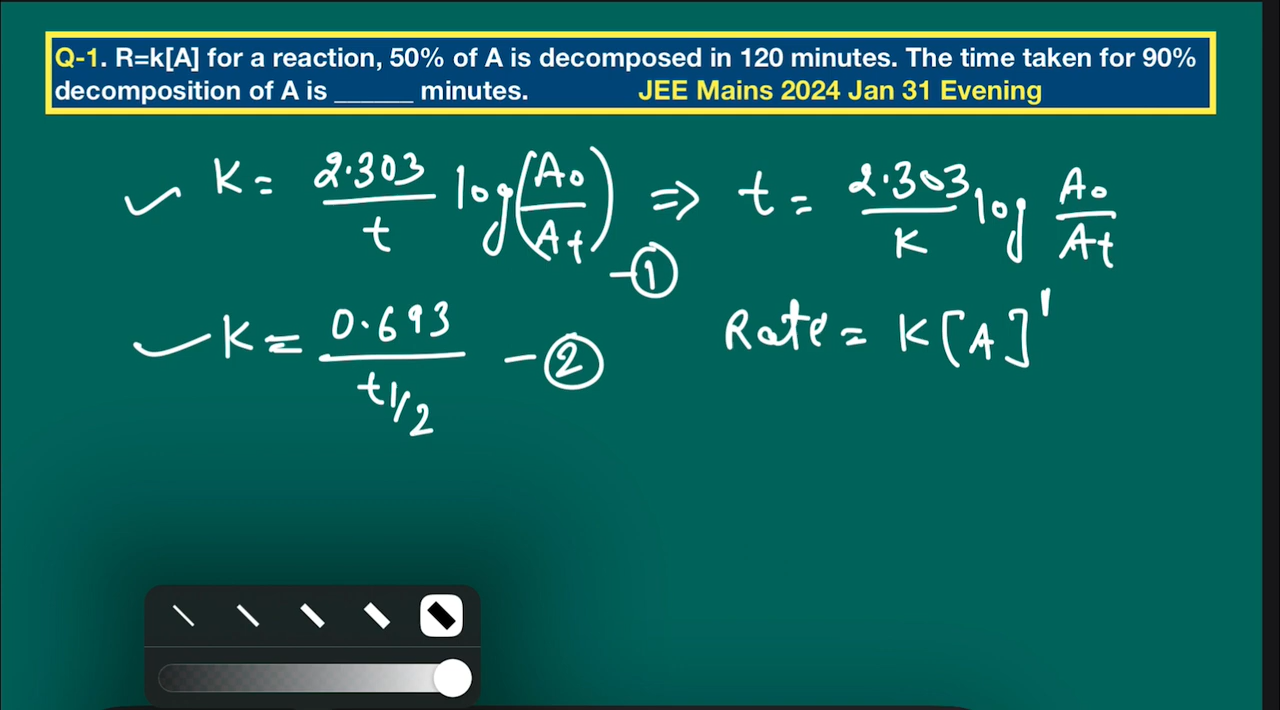 Q-1. R=k[A] for a reaction, 50% of A is decomposed in 120 minutes. The time taken for 90%
decomposition of A is ______ minutes. JEE Mains 2024 Jan 31 Evening
✓ K = 2.303/t log(A₀/At) ⇒ t = 2.303/K log A₀/At
-①
✓ K = 0.693/t1/2 -② Rate = K[A]¹